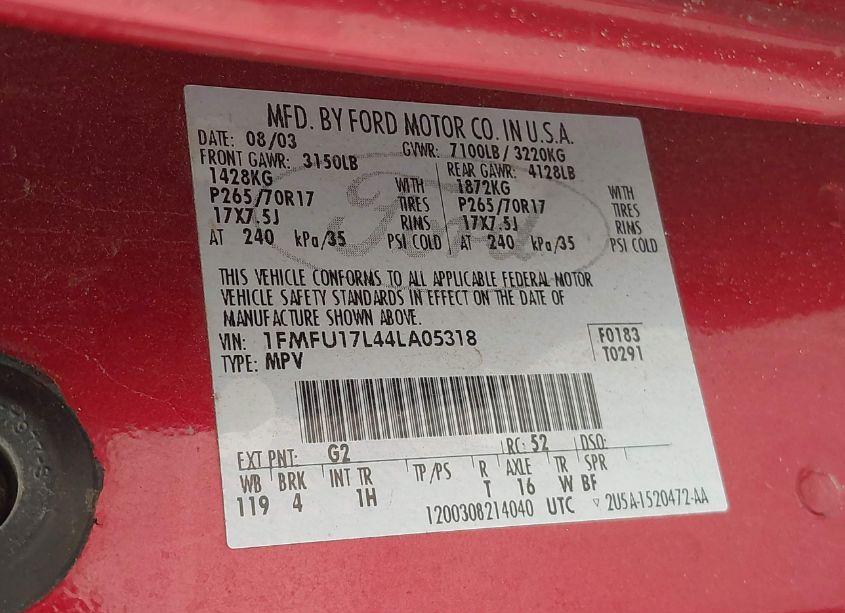 MFD. BY FORD MOTOR CO. IN U.S.A.
DATE: 08/03 GVWR: 7100LB / 3220KG
FRONT GAWR: 3150LB REAR GAWR: 4128LB
1428KG WITH 1872KG WITH
P265/70R17 TIRES P265/70R17 TIRES
17X7.5J RIMS 17X7.5J RIMS
AT 240 kPa/35 PSI COLD AT 240 kPa/35 PSI COLD
Ford
THIS VEHICLE CONFORMS TO ALL APPLICABLE FEDERAL MOTOR
VEHICLE SAFETY STANDARDS IN EFFECT ON THE DATE OF
MANUFACTURE SHOWN ABOVE.
VIN: 1FMFU17L44LA05318 F0183
TYPE: MPV T0291
EXT PNT: G2 RC: 52 DSO:
WB BRK INT TR TP/PS R AXLE TR SPR
119 4 1H T 16 W BF
1200308214040 UTC 2U5A-1520472-AA